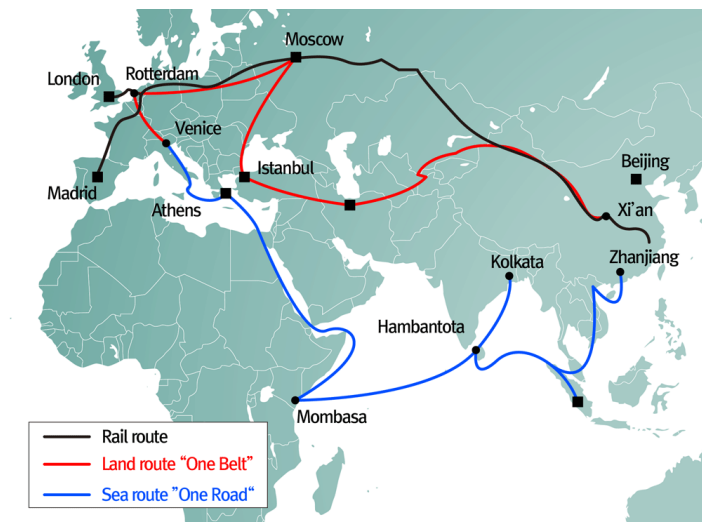 Moscow
London
Rotterdam
Venice
Istanbul
Beijing
Madrid
Athens
Xi'an
Kolkata
Zhanjiang
Hambantota
Mombasa
Rail route
Land route “One Belt”
Sea route ”One Road“